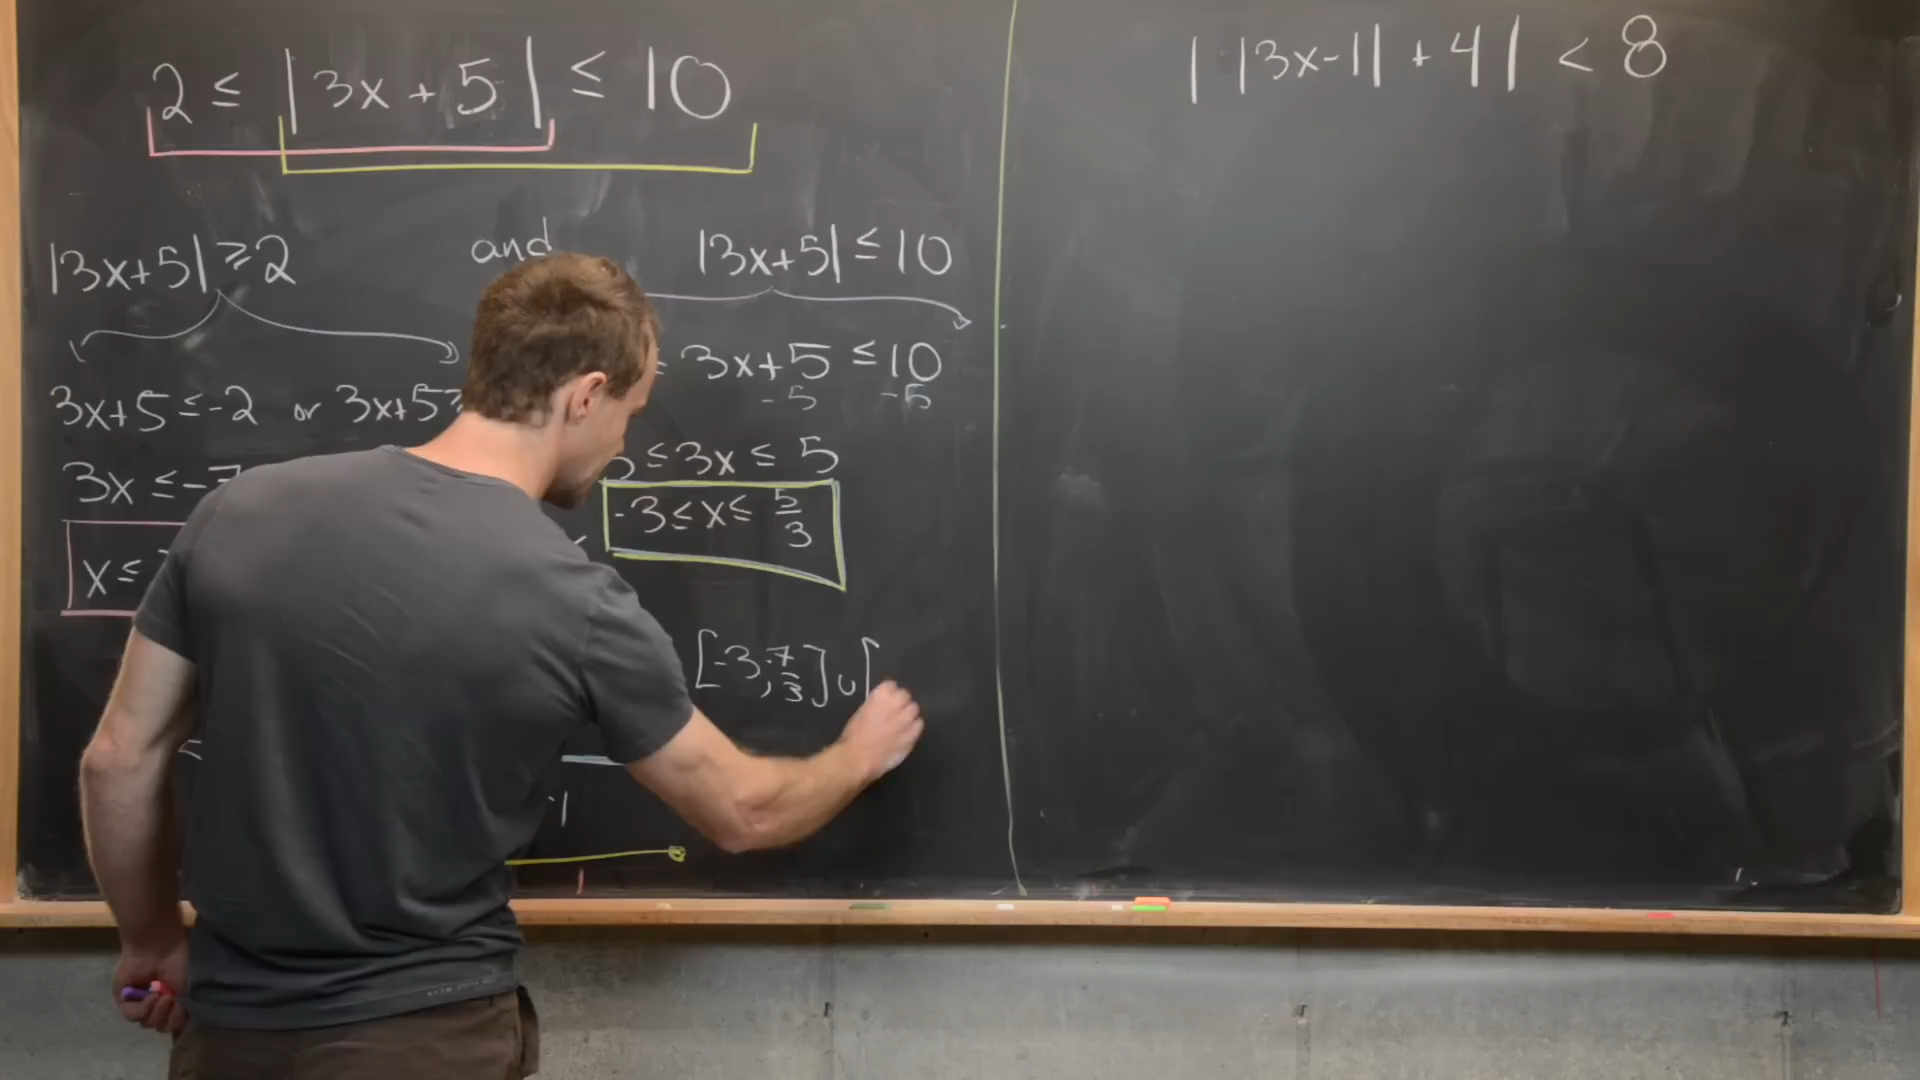 2 ≤ |3x + 5| ≤ 10
|3x+5| ≥ 2 and |3x+5| ≤ 10
3x+5 ≤ -2 or 3x+5 ≥
3x+5 ≤ 10
-5 -5
3x ≤ -7
≤ 3x ≤ 5
x ≤
-3 ≤ x ≤ 5/3
[-3, -7/3] ∪ [
-1
||3x-1| + 4| < 8